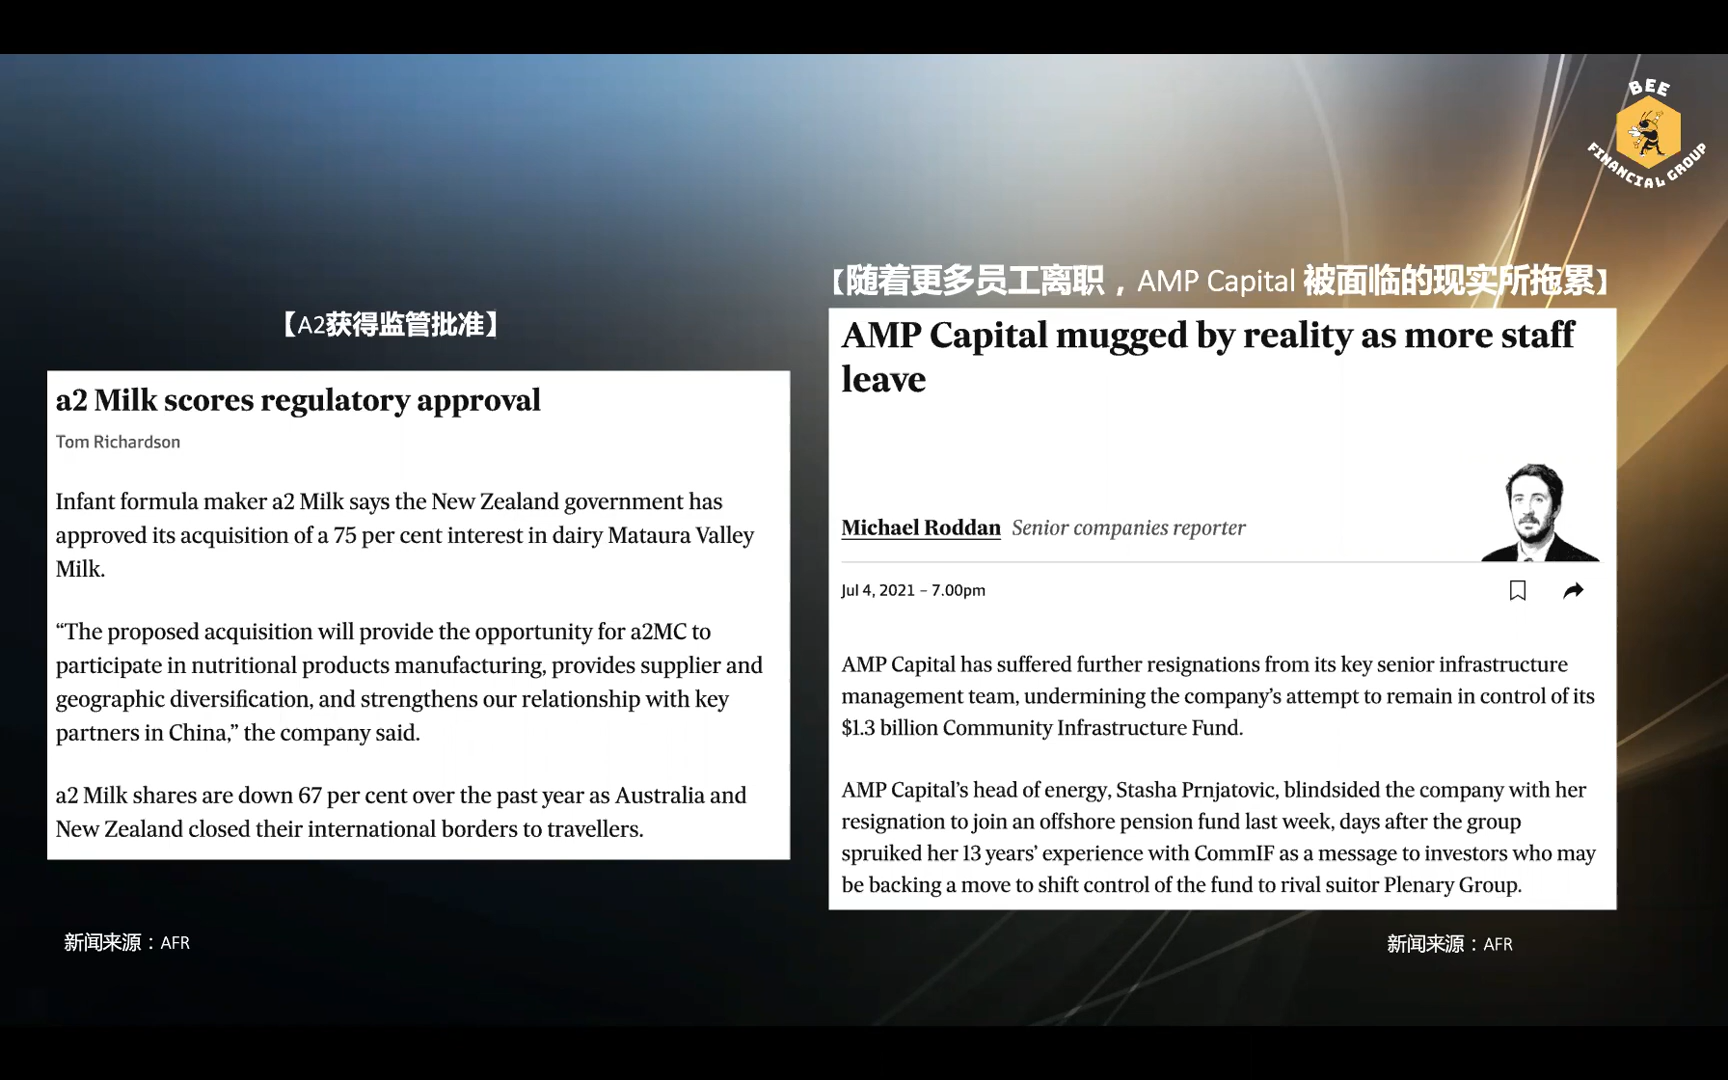 BEE
FINANCIAL GROUP
【A2获得监管批准】
a2 Milk scores regulatory approval
Tom Richardson
Infant formula maker a2 Milk says the New Zealand government has
approved its acquisition of a 75 per cent interest in dairy Mataura Valley
Milk.
“The proposed acquisition will provide the opportunity for a2MC to
participate in nutritional products manufacturing, provides supplier and
geographic diversification, and strengthens our relationship with key
partners in China,” the company said.
a2 Milk shares are down 67 per cent over the past year as Australia and
New Zealand closed their international borders to travellers.
新闻来源：AFR
【随着更多员工离职，AMP Capital 被面临的现实所拖累】
AMP Capital mugged by reality as more staff
leave
Michael Roddan Senior companies reporter
Jul 4, 2021 – 7.00pm
AMP Capital has suffered further resignations from its key senior infrastructure
management team, undermining the company’s attempt to remain in control of its
$1.3 billion Community Infrastructure Fund.
AMP Capital’s head of energy, Stasha Prnjatovic, blindsided the company with her
resignation to join an offshore pension fund last week, days after the group
spruiked her 13 years’ experience with CommIF as a message to investors who may
be backing a move to shift control of the fund to rival suitor Plenary Group.
新闻来源：AFR